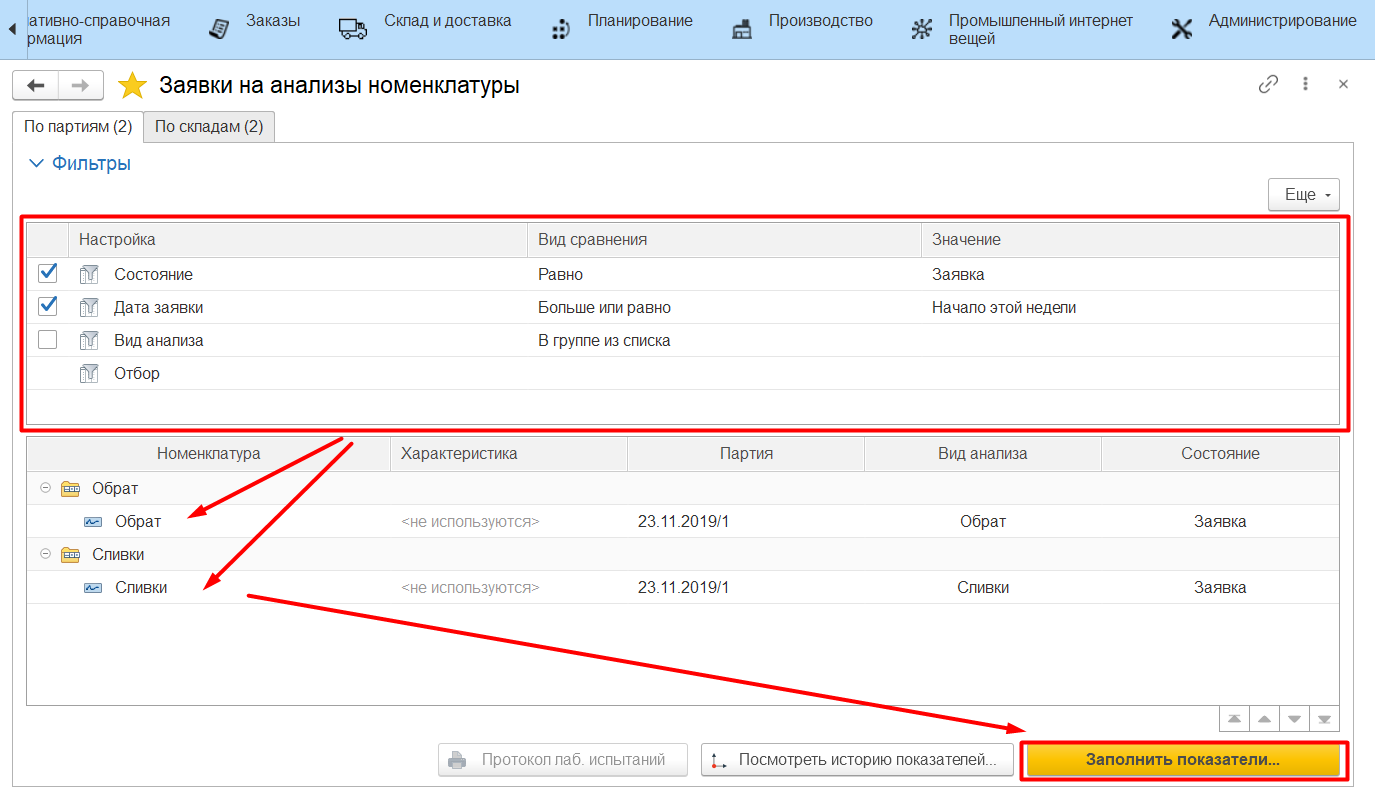 ативно-справочная
рмация
Заказы
Склад и доставка
Планирование
Производство
Промышленный интернет
вещей
Администрирование
Заявки на анализы номенклатуры
По партиям (2)
По складам (2)
Фильтры
Еще
Настройка Вид сравнения Значение
Состояние Равно Заявка
Дата заявки Больше или равно Начало этой недели
Вид анализа В группе из списка
Отбор
Номенклатура Характеристика Партия Вид анализа Состояние
Обрат
Обрат <не используются> 23.11.2019/1 Обрат Заявка
Сливки
Сливки <не используются> 23.11.2019/1 Сливки Заявка
Протокол лаб. испытаний
Посмотреть историю показателей...
Заполнить показатели...